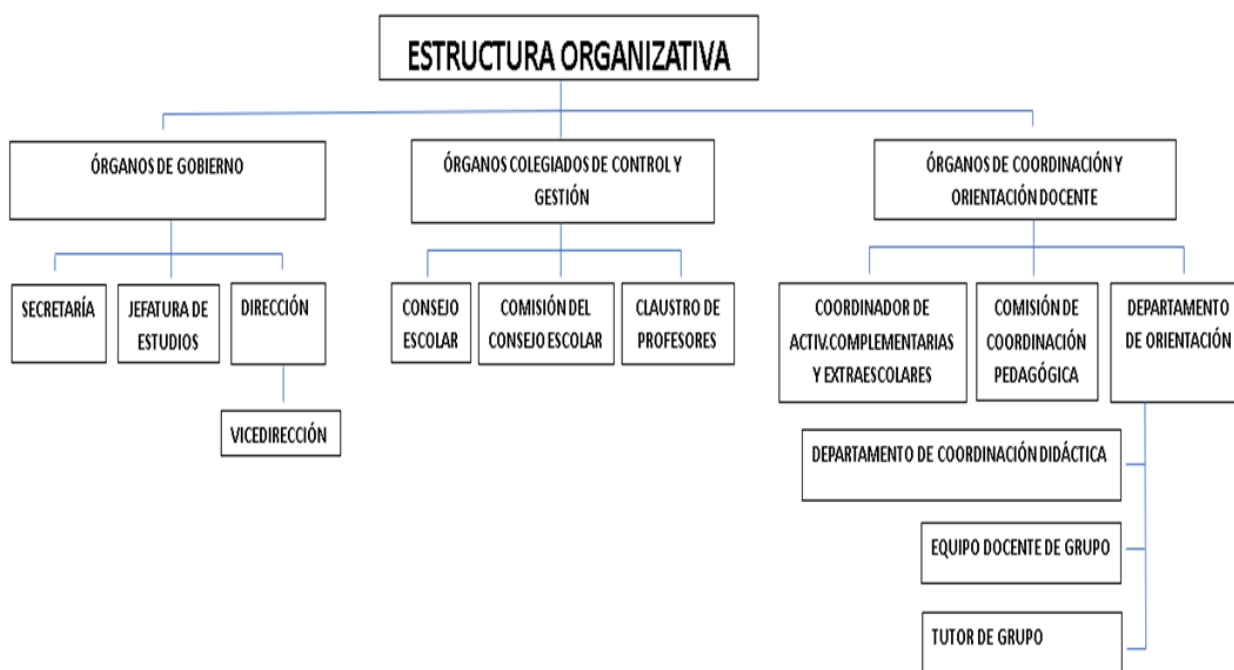 ESTRUCTURA ORGANIZATIVA
ÓRGANOS DE GOBIERNO
ÓRGANOS COLEGIADOS DE CONTROL Y
GESTIÓN
ÓRGANOS DE COORDINACIÓN Y
ORIENTACIÓN DOCENTE
SECRETARÍA
JEFATURA DE
ESTUDIOS
DIRECCIÓN
VICEDIRECCIÓN
CONSEJO
ESCOLAR
COMISIÓN DEL
CONSEJO ESCOLAR
CLAUSTRO DE
PROFESORES
COORDINADOR DE
ACTIV.COMPLEMENTARIAS
Y EXTRAESCOLARES
COMISIÓN DE
COORDINACIÓN
PEDAGÓGICA
DEPARTAMENTO
DE ORIENTACIÓN
DEPARTAMENTO DE COORDINACIÓN DIDÁCTICA
EQUIPO DOCENTE DE GRUPO
TUTOR DE GRUPO